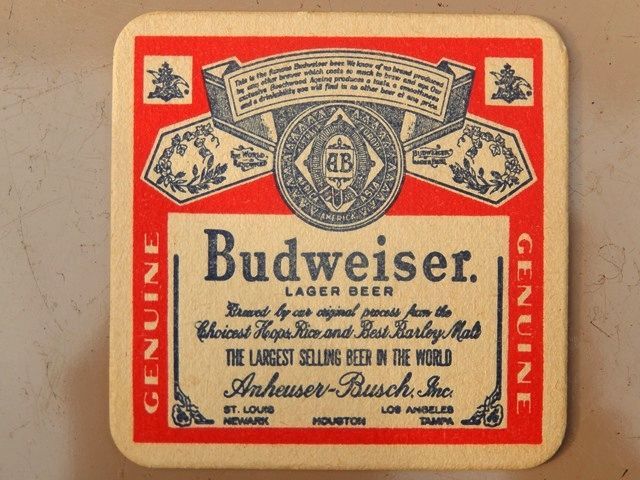 This is the famous Budweiser beer. We know of no brand produced
by any other brewer which costs so much to brew and age. Our
exclusive Beechwood Ageing produces a taste, a smoothness,
and a drinkability you will find in no other beer at any price.
BB
AMERICA
Budweiser.
LAGER BEER
Brewed by our original process from the
Choicest Hops, Rice and Best Barley Malt
THE LARGEST SELLING BEER IN THE WORLD
Anheuser-Busch, Inc.
ST. LOUIS LOS ANGELES
NEWARK HOUSTON TAMPA
GENUINE
GENUINE